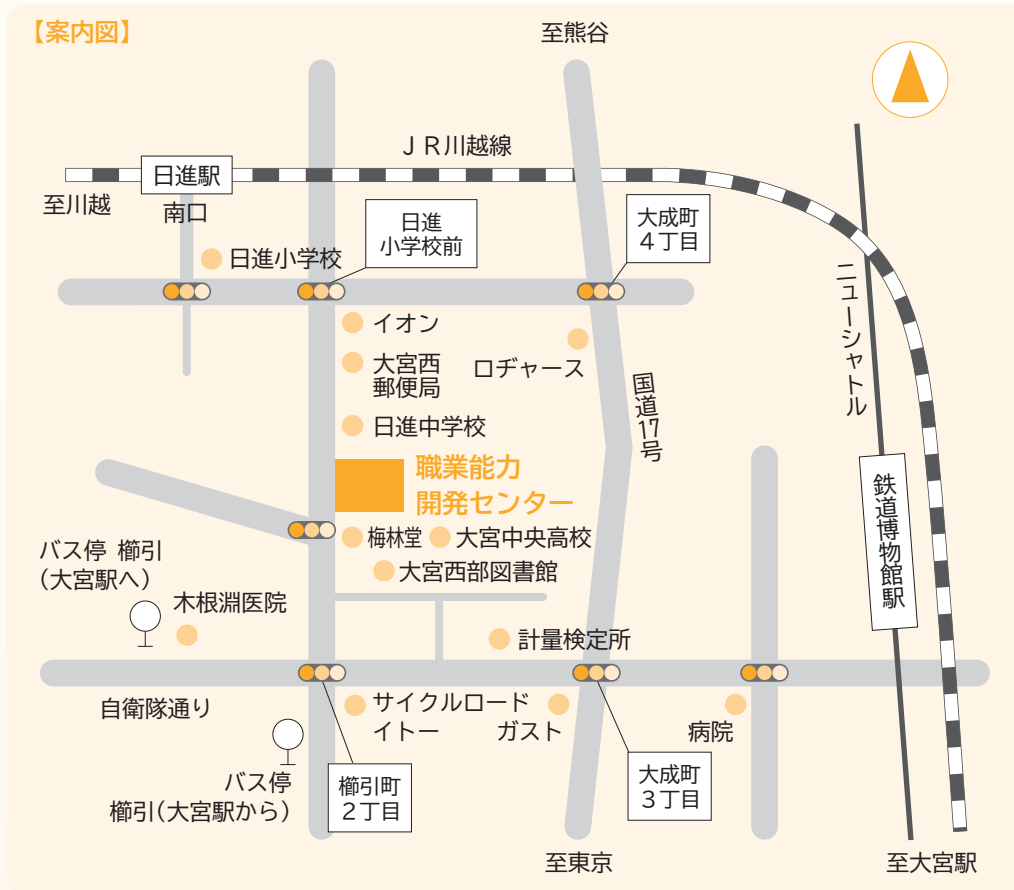 【案内図】
至熊谷
ＪＲ川越線
日進駅
至川越
南口
日進
小学校前
大成町
４丁目
日進小学校
ニューシャトル
イオン
大宮西
郵便局
ロヂャース
国道17号
日進中学校
職業能力
開発センター
鉄道博物館駅
梅林堂
大宮中央高校
バス停 櫛引
(大宮駅へ)
大宮西部図書館
木根淵医院
計量検定所
自衛隊通り
サイクルロード
イトー
ガスト
病院
バス停
櫛引(大宮駅から)
櫛引町
２丁目
大成町
３丁目
至東京
至大宮駅